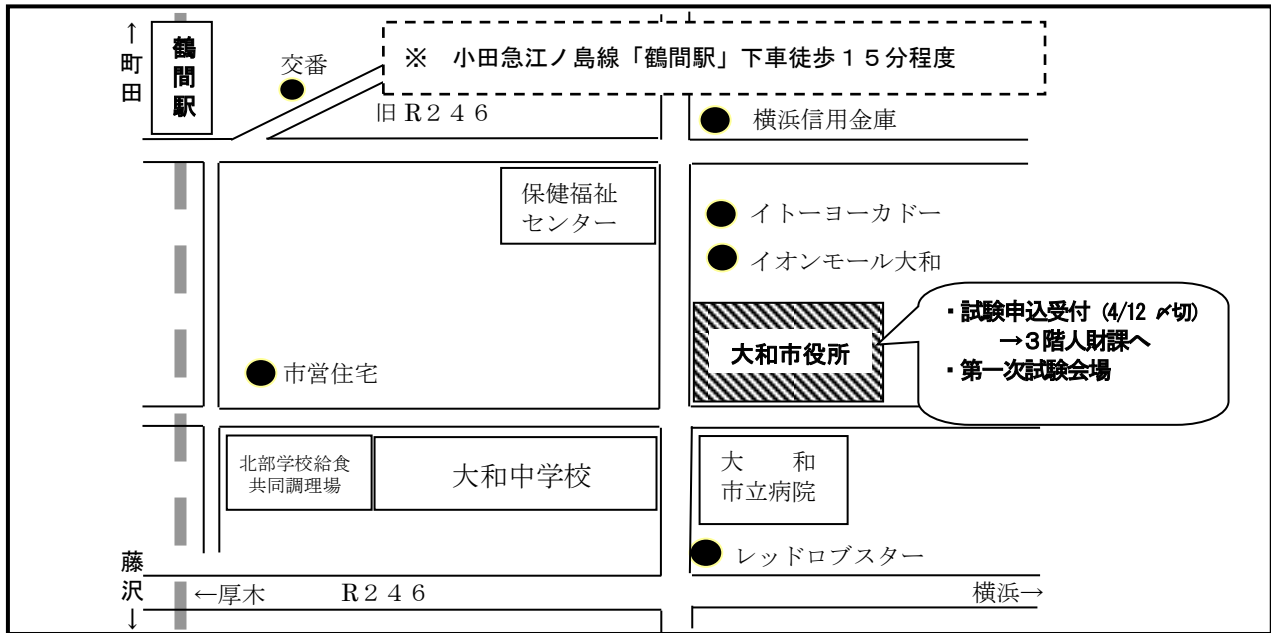 ↑
町
田
鶴
間
駅
交番
※ 小田急江ノ島線「鶴間駅」下車徒歩１５分程度
旧Ｒ２４６
横浜信用金庫
保健福祉
センター
イトーヨーカドー
イオンモール大和
大和市役所
・試験申込受付（4/12 〆切）
→３階人財課へ
・第一次試験会場
市営住宅
北部学校給食
共同調理場
大和中学校
大　和
市立病院
レッドロブスター
藤
沢
↓
←厚木
Ｒ２４６
横浜→